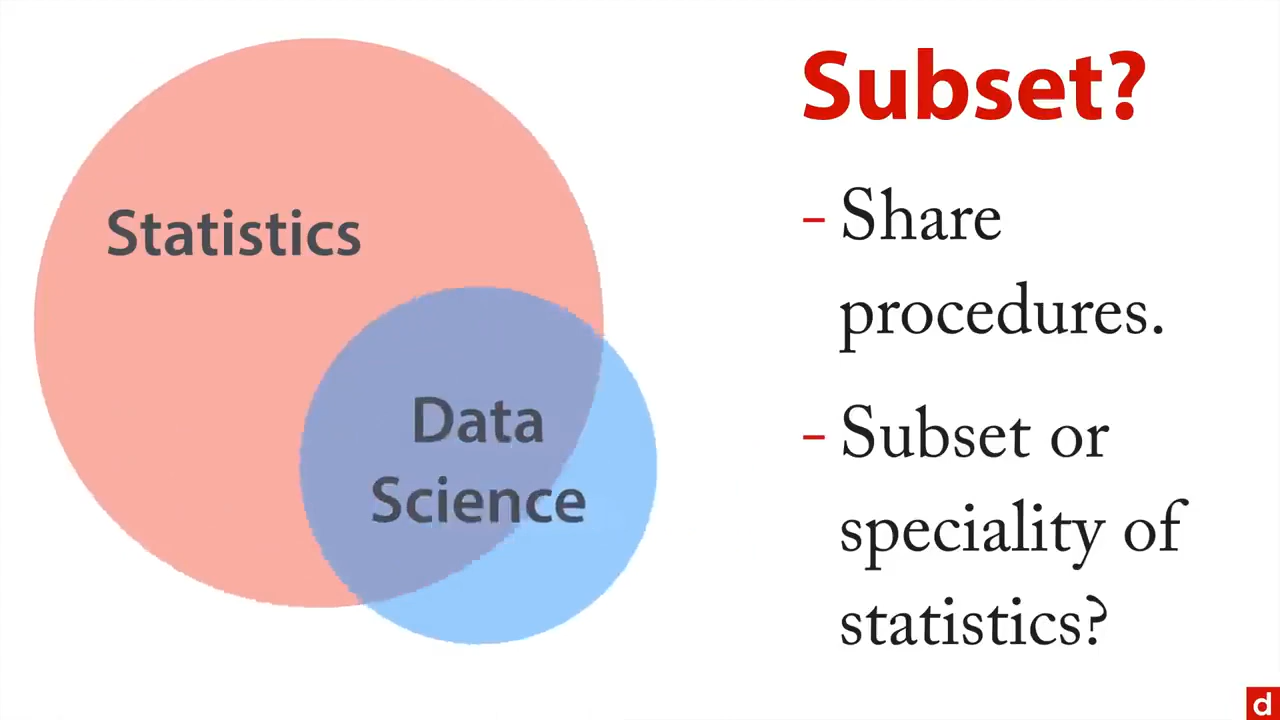 Subset?
Statistics
Data
Science
- Share
procedures.
- Subset or
speciality of
statistics?
d